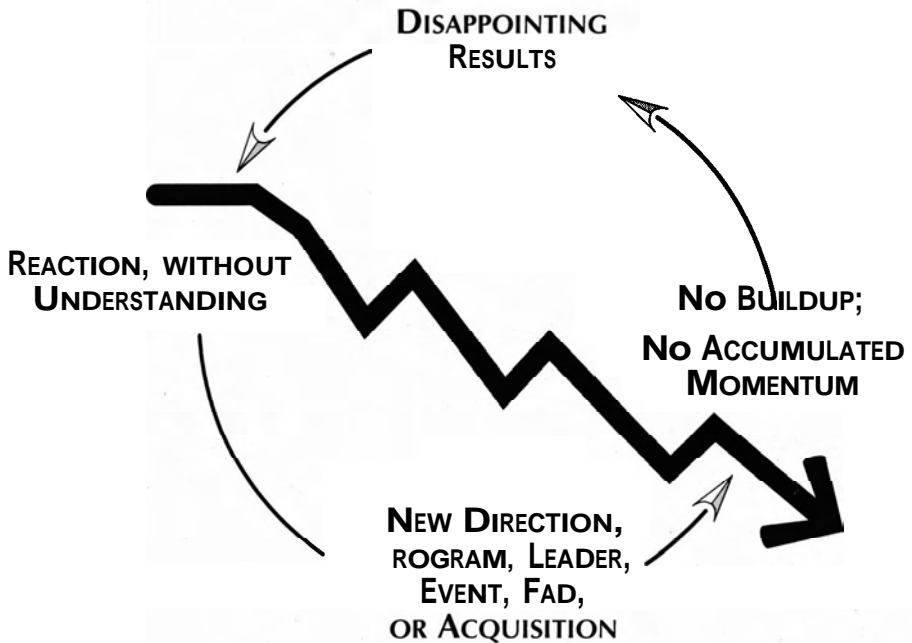 DISAPPOINTING
RESULTS
REACTION, WITHOUT
UNDERSTANDING
NO BUILDUP;
NO ACCUMULATED
MOMENTUM
NEW DIRECTION,
ROGRAM, LEADER,
EVENT, FAD,
OR ACQUISITION